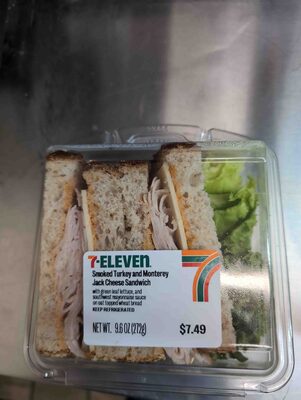 7-ELEVEN
Smoked Turkey and Monterey
Jack Cheese Sandwich
with green leaf lettuce, and
southwest mayonnaise sauce
on oat topped wheat bread
KEEP REFRIGERATED
NET WT. 9.6 OZ (272g) $7.49